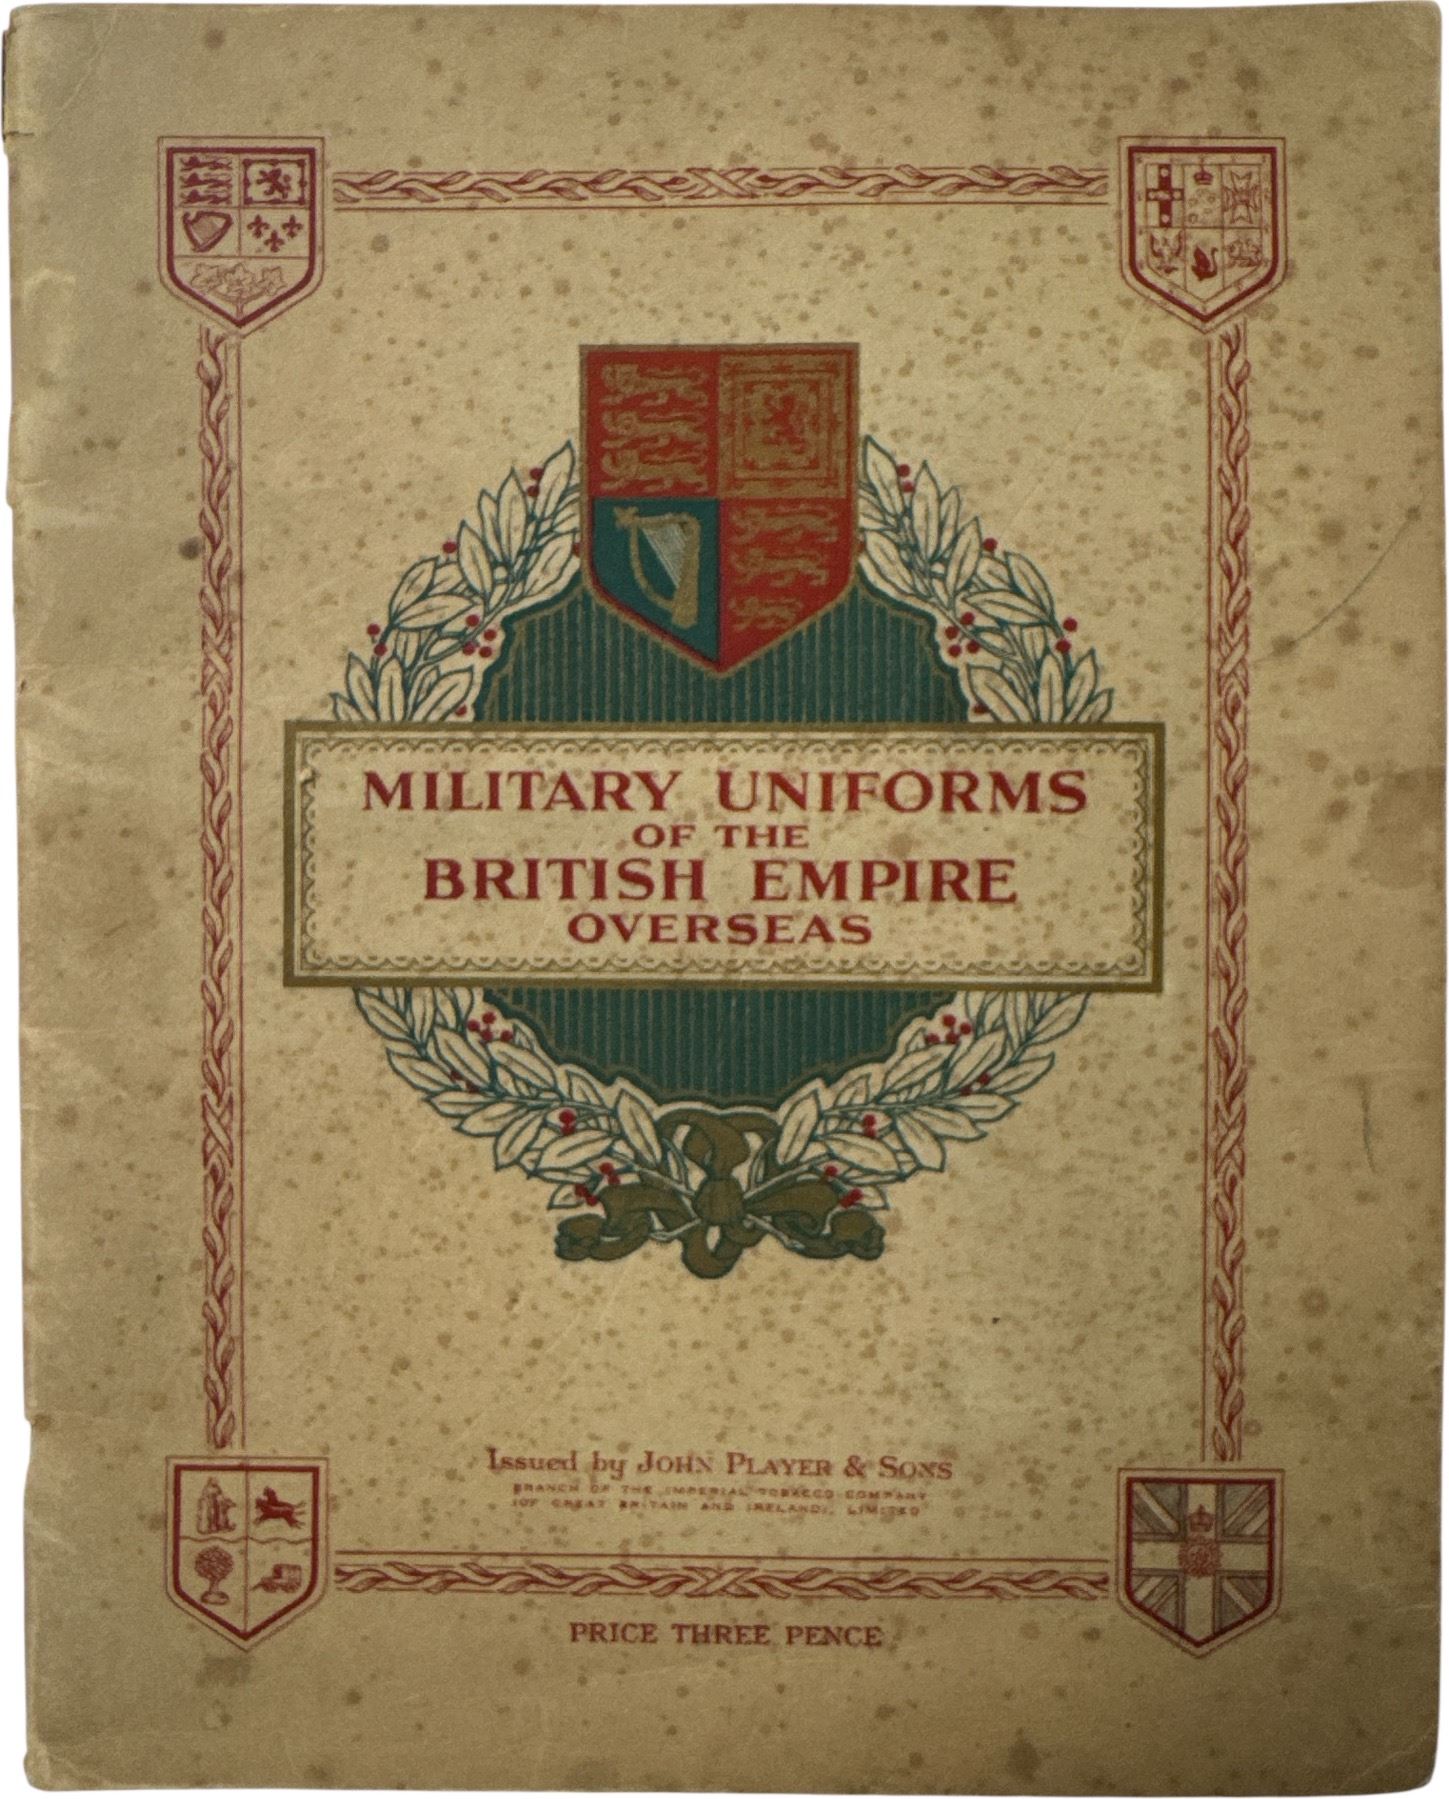 MILITARY UNIFORMS
OF THE
BRITISH EMPIRE
OVERSEAS
Issued by JOHN PLAYER & SONS
BRANCH OF THE IMPERIAL TOBACCO COMPANY
(OF GREAT BRITAIN AND IRELAND), LIMITED
PRICE THREE PENCE